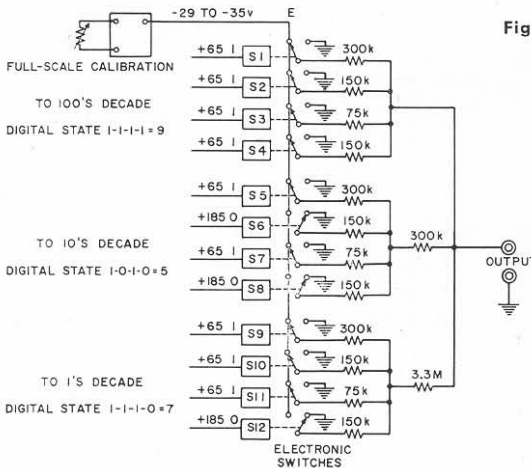 -29 TO -35V
E
Fig
FULL-SCALE CALIBRATION
+65 1 S1 300k
+65 1 S2 150k
TO 100'S DECADE
+65 1 S3 75k
DIGITAL STATE 1-1-1-1=9
+65 1 S4 150k
+65 1 S5 300k
+185 0 S6 150k
TO 10'S DECADE
300k
+65 1 S7 75k
OUTPUT
DIGITAL STATE 1-0-1-0=5
+185 0 S8 150k
+65 1 S9 300k
+65 1 S10 150k
3.3M
TO 1'S DECADE
+65 1 S11 75k
DIGITAL STATE 1-1-1-0=7
+185 0 S12 150k
ELECTRONIC
SWITCHES